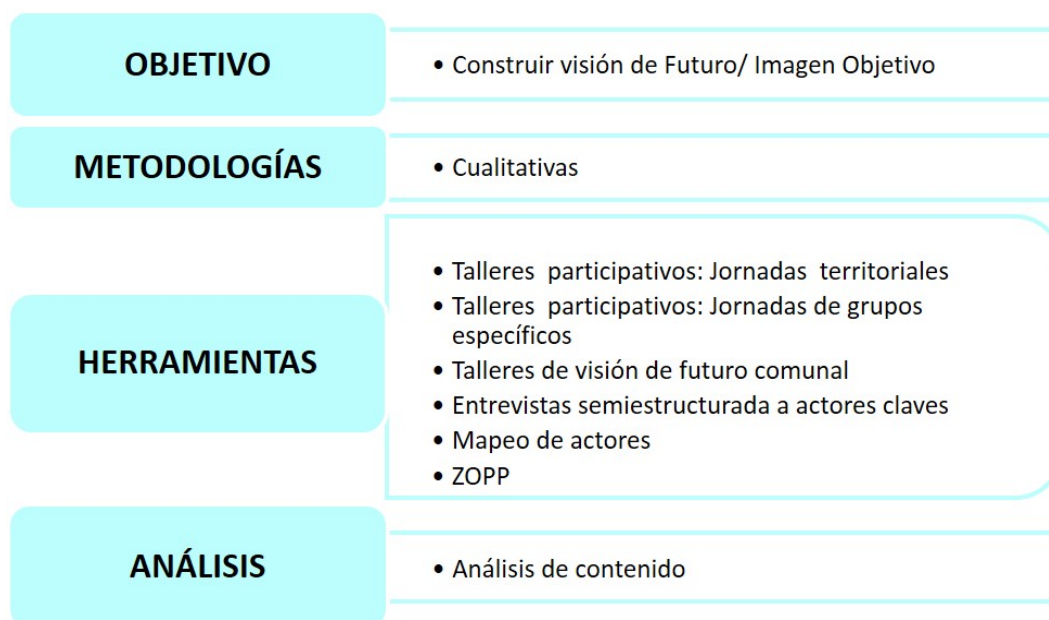 OBJETIVO
• Construir visión de Futuro/ Imagen Objetivo
METODOLOGÍAS
• Cualitativas
HERRAMIENTAS
• Talleres participativos: Jornadas territoriales
• Talleres participativos: Jornadas de grupos
específicos
• Talleres de visión de futuro comunal
• Entrevistas semiestructurada a actores claves
• Mapeo de actores
• ZOPP
ANÁLISIS
• Análisis de contenido